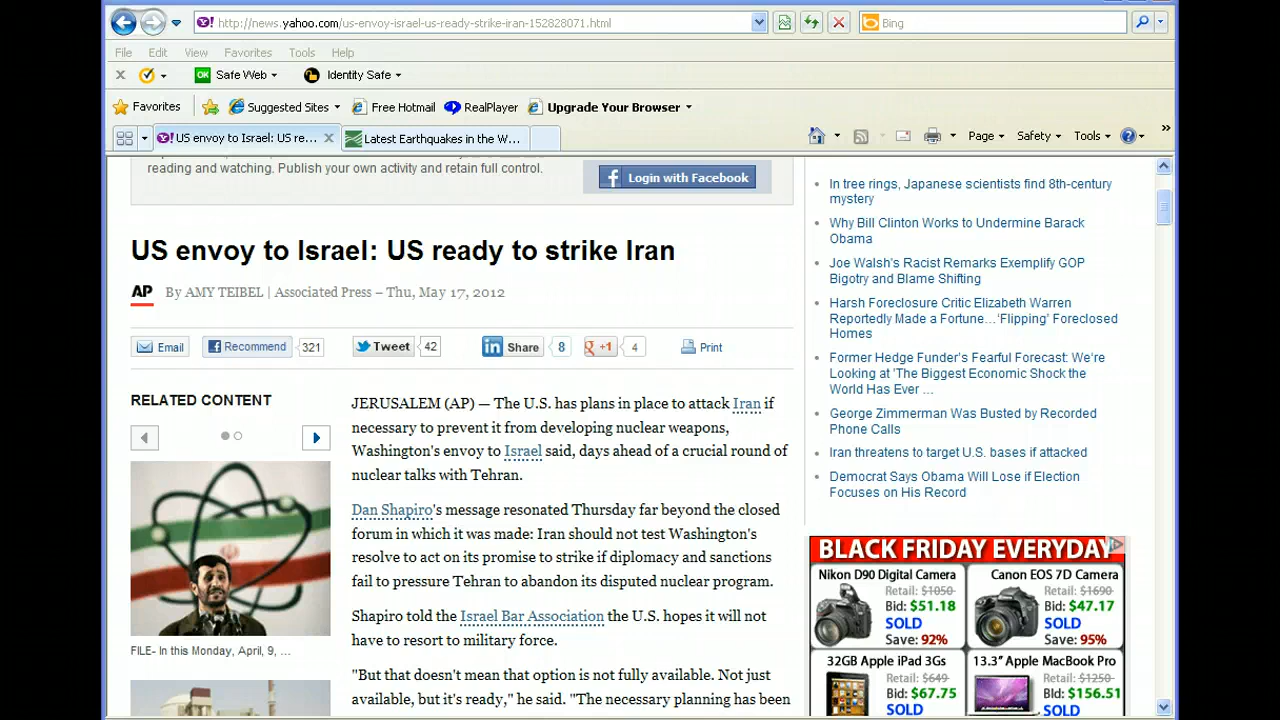 http://news.yahoo.com/us-envoy-israel-us-ready-strike-iran-152828071.html
Bing
File Edit View Favorites Tools Help
OK Safe Web Identity Safe
Favorites Suggested Sites Free Hotmail RealPlayer Upgrade Your Browser
US envoy to Israel: US re... Latest Earthquakes in the W... Page Safety Tools
reading and watching. Publish your own activity and retain full control.
Login with Facebook
US envoy to Israel: US ready to strike Iran
AP By AMY TEIBEL | Associated Press – Thu, May 17, 2012
Email Recommend 321 Tweet 42 Share 8 +1 4 Print
RELATED CONTENT
FILE- In this Monday, April, 9, ...
JERUSALEM (AP) — The U.S. has plans in place to attack Iran if
necessary to prevent it from developing nuclear weapons,
Washington's envoy to Israel said, days ahead of a crucial round of
nuclear talks with Tehran.
Dan Shapiro's message resonated Thursday far beyond the closed
forum in which it was made: Iran should not test Washington's
resolve to act on its promise to strike if diplomacy and sanctions
fail to pressure Tehran to abandon its disputed nuclear program.
Shapiro told the Israel Bar Association the U.S. hopes it will not
have to resort to military force.
"But that doesn't mean that option is not fully available. Not just
available, but it's ready," he said. "The necessary planning has been
In tree rings, Japanese scientists find 8th-century
mystery
Why Bill Clinton Works to Undermine Barack
Obama
Joe Walsh's Racist Remarks Exemplify GOP
Bigotry and Blame Shifting
Harsh Foreclosure Critic Elizabeth Warren
Reportedly Made a Fortune…'Flipping' Foreclosed
Homes
Former Hedge Funder's Fearful Forecast: We're
Looking at 'The Biggest Economic Shock the
World Has Ever ...
George Zimmerman Was Busted by Recorded
Phone Calls
Iran threatens to target U.S. bases if attacked
Democrat Says Obama Will Lose if Election
Focuses on His Record
BLACK FRIDAY EVERYDAY
Nikon D90 Digital Camera
Retail: $1050
Bid: $51.18
SOLD
Save: 92%
Canon EOS 7D Camera
Retail: $1690
Bid: $47.17
SOLD
Save: 95%
32GB Apple iPad 3Gs
Retail: $649
Bid: $67.75
SOLD
13.3" Apple MacBook Pro
Retail: $1250
Bid: $156.51
SOLD